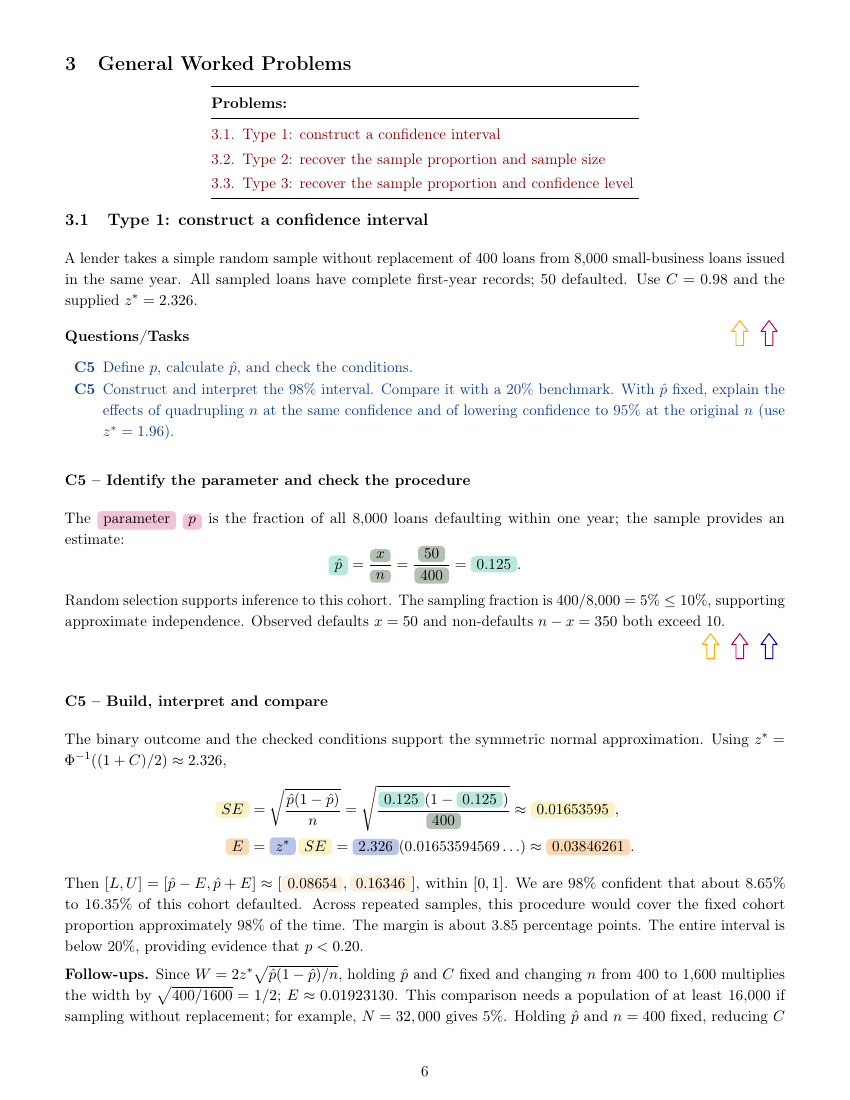 3 General Worked Problems
Problems:
3.1. Type 1: construct a confidence interval
3.2. Type 2: recover the sample proportion and sample size
3.3. Type 3: recover the sample proportion and confidence level
3.1 Type 1: construct a confidence interval
A lender takes a simple random sample without replacement of 400 loans from 8,000 small-business loans issued
in the same year. All sampled loans have complete first-year records; 50 defaulted. Use C = 0.98 and the
supplied z* = 2.326.
Questions/Tasks
C5 Define p, calculate p̂, and check the conditions.
C5 Construct and interpret the 98% interval. Compare it with a 20% benchmark. With p̂ fixed, explain the
effects of quadrupling n at the same confidence and of lowering confidence to 95% at the original n (use
z* = 1.96).
C5 – Identify the parameter and check the procedure
The parameter p is the fraction of all 8,000 loans defaulting within one year; the sample provides an
estimate:
p̂ = x/n = 50/400 = 0.125.
Random selection supports inference to this cohort. The sampling fraction is 400/8,000 = 5% ≤ 10%, supporting
approximate independence. Observed defaults x = 50 and non-defaults n − x = 350 both exceed 10.
C5 – Build, interpret and compare
The binary outcome and the checked conditions support the symmetric normal approximation. Using z* =
Φ⁻¹((1 + C)/2) ≈ 2.326,
SE = √(p̂(1 − p̂)/n) = √(0.125(1 − 0.125)/400) ≈ 0.01653595,
E = z* SE = 2.326(0.01653594569...) ≈ 0.03846261.
Then [L, U] = [p̂ − E, p̂ + E] ≈ [0.08654, 0.16346], within [0, 1]. We are 98% confident that about 8.65%
to 16.35% of this cohort defaulted. Across repeated samples, this procedure would cover the fixed cohort
proportion approximately 98% of the time. The margin is about 3.85 percentage points. The entire interval is
below 20%, providing evidence that p < 0.20.
Follow-ups. Since W = 2z*√(p̂(1 − p̂)/n), holding p̂ and C fixed and changing n from 400 to 1,600 multiplies
the width by √(400/1600) = 1/2; E ≈ 0.01923130. This comparison needs a population of at least 16,000 if
sampling without replacement; for example, N = 32,000 gives 5%. Holding p̂ and n = 400 fixed, reducing C
6